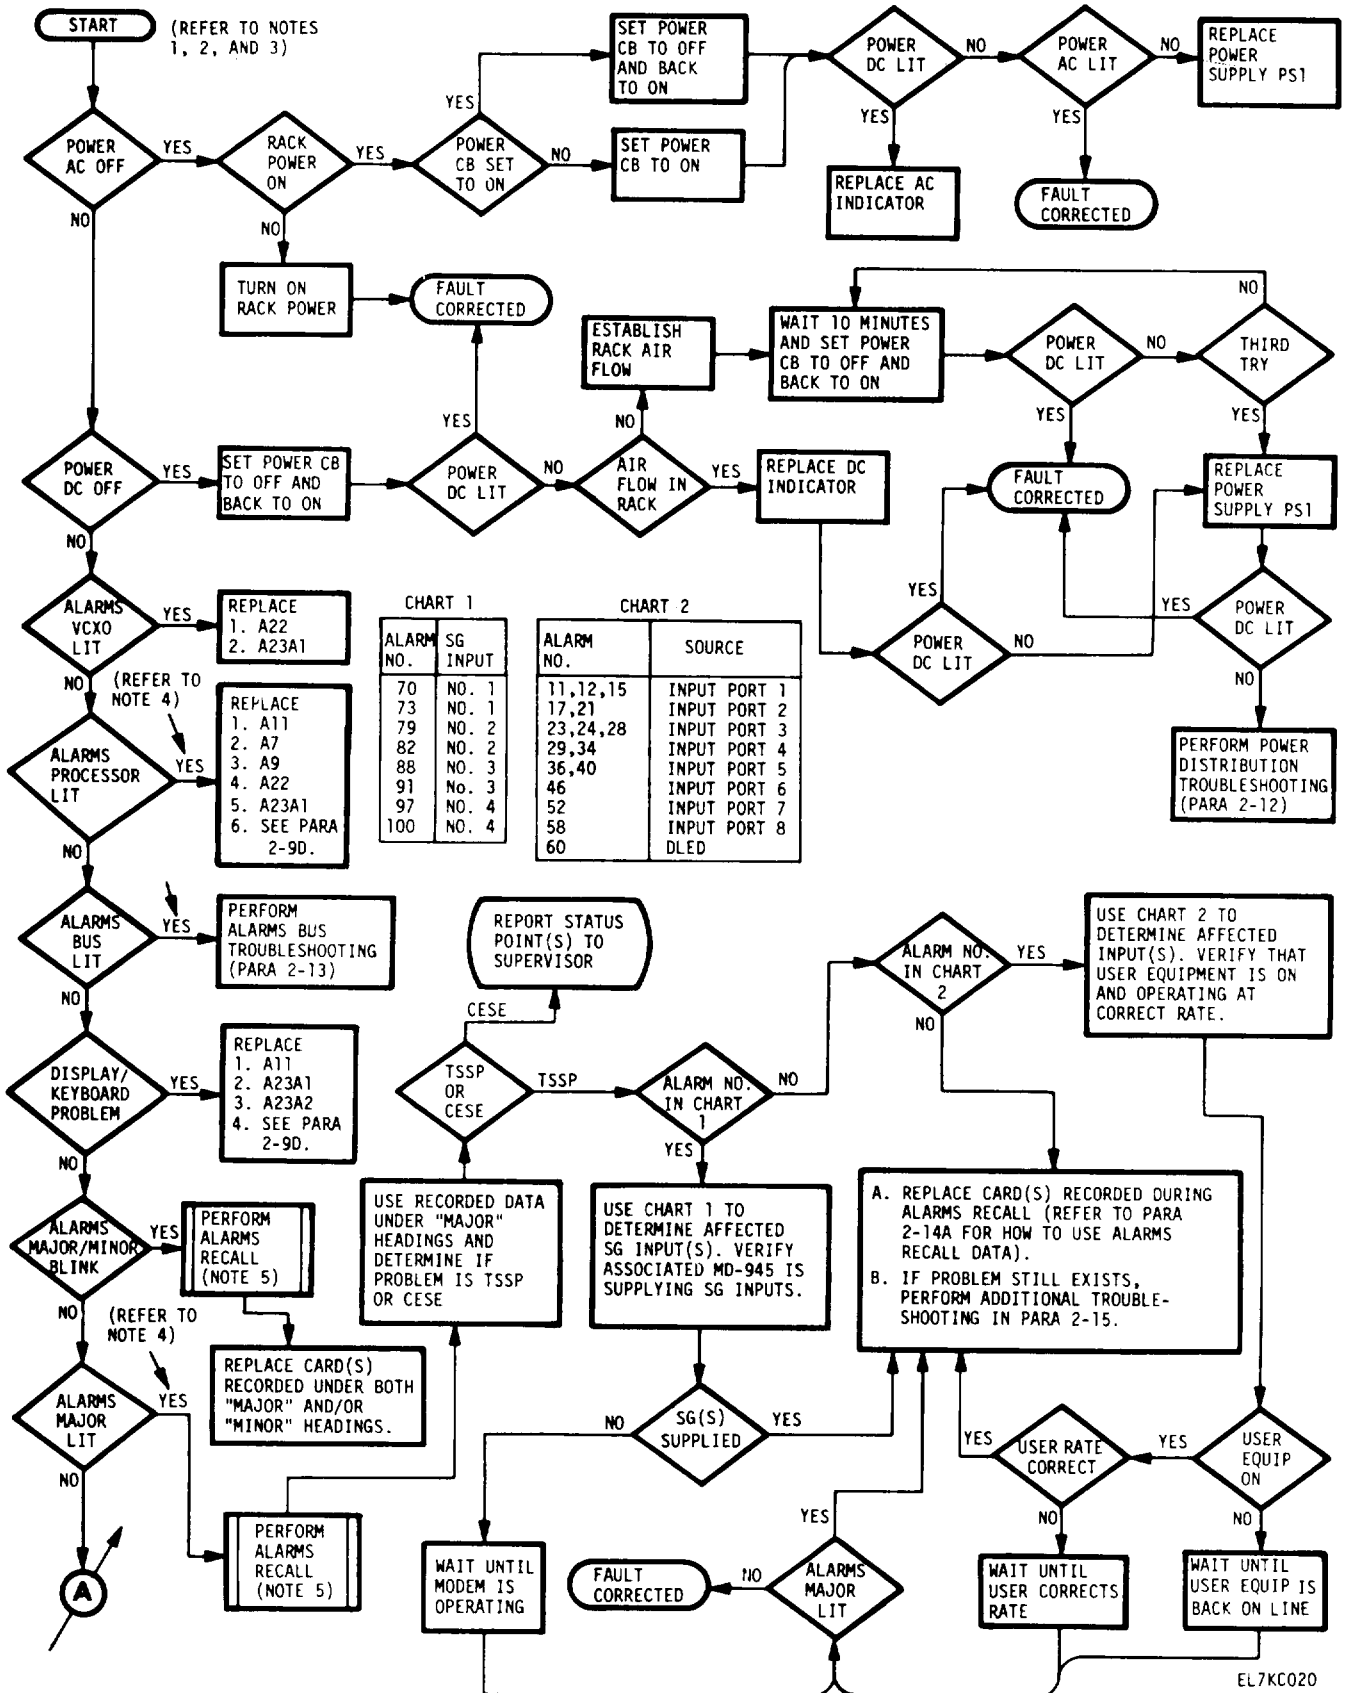 START
(REFER TO NOTES
1, 2, AND 3)
POWER
AC OFF
YES
NO
RACK
POWER
ON
YES
NO
TURN ON
RACK POWER
FAULT
CORRECTED
POWER
CB SET
TO ON
YES
NO
SET POWER
CB TO OFF
AND BACK
TO ON
SET POWER
CB TO ON
POWER
DC LIT
NO
YES
REPLACE AC
INDICATOR
POWER
AC LIT
NO
YES
FAULT
CORRECTED
REPLACE
POWER
SUPPLY PS1
POWER
DC OFF
YES
NO
SET POWER CB
TO OFF AND
BACK TO ON
POWER
DC LIT
YES
NO
AIR
FLOW IN
RACK
NO
YES
ESTABLISH
RACK AIR
FLOW
WAIT 10 MINUTES
AND SET POWER
CB TO OFF AND
BACK TO ON
POWER
DC LIT
NO
YES
THIRD
TRY
NO
YES
REPLACE DC
INDICATOR
FAULT
CORRECTED
REPLACE
POWER
SUPPLY PS1
POWER
DC LIT
YES
NO
POWER
DC LIT
YES
NO
PERFORM POWER
DISTRIBUTION
TROUBLESHOOTING
(PARA 2-12)
ALARMS
VCXO
LIT
YES
NO
REPLACE
1. A22
2. A23A1
(REFER TO
NOTE 4)
ALARMS
PROCESSOR
LIT
YES
NO
REPLACE
1. A11
2. A7
3. A9
4. A22
5. A23A1
6. SEE PARA
2-9D.
CHART 1
ALARM NO. SG INPUT
70 NO. 1
73 NO. 1
79 NO. 2
82 NO. 2
88 NO. 3
91 No. 3
97 NO. 4
100 NO. 4
CHART 2
ALARM NO. SOURCE
11,12,15 INPUT PORT 1
17,21 INPUT PORT 2
23,24,28 INPUT PORT 3
29,34 INPUT PORT 4
36,40 INPUT PORT 5
46 INPUT PORT 6
52 INPUT PORT 7
58 INPUT PORT 8
60 DLED
ALARMS
BUS
LIT
YES
NO
PERFORM
ALARMS BUS
TROUBLESHOOTING
(PARA 2-13)
DISPLAY/
KEYBOARD
PROBLEM
YES
NO
REPLACE
1. A11
2. A23A1
3. A23A2
4. SEE PARA
2-9D.
ALARMS
MAJOR/MINOR
BLINK
YES
NO
PERFORM
ALARMS
RECALL
(NOTE 5)
REPLACE CARD(S)
RECORDED UNDER BOTH
"MAJOR" AND/OR
"MINOR" HEADINGS.
(REFER TO
NOTE 4)
ALARMS
MAJOR
LIT
YES
NO
A
PERFORM
ALARMS
RECALL
(NOTE 5)
USE RECORDED DATA
UNDER "MAJOR"
HEADINGS AND
DETERMINE IF
PROBLEM IS TSSP
OR CESE
TSSP
OR
CESE
CESE
TSSP
REPORT STATUS
POINT(S) TO
SUPERVISOR
ALARM NO.
IN CHART
1
NO
YES
USE CHART 1 TO
DETERMINE AFFECTED
SG INPUT(S). VERIFY
ASSOCIATED MD-945 IS
SUPPLYING SG INPUTS.
SG(S)
SUPPLIED
NO
YES
WAIT UNTIL
MODEM IS
OPERATING
ALARM NO.
IN CHART
2
YES
NO
USE CHART 2 TO
DETERMINE AFFECTED
INPUT(S). VERIFY THAT
USER EQUIPMENT IS ON
AND OPERATING AT
CORRECT RATE.
A. REPLACE CARD(S) RECORDED DURING
ALARMS RECALL (REFER TO PARA
2-14A FOR HOW TO USE ALARMS
RECALL DATA).
B. IF PROBLEM STILL EXISTS,
PERFORM ADDITIONAL TROUBLE-
SHOOTING IN PARA 2-15.
USER
EQUIP
ON
YES
NO
USER RATE
CORRECT
YES
NO
WAIT UNTIL
USER CORRECTS
RATE
WAIT UNTIL
USER EQUIP IS
BACK ON LINE
ALARMS
MAJOR
LIT
YES
NO
FAULT
CORRECTED
EL7KC020